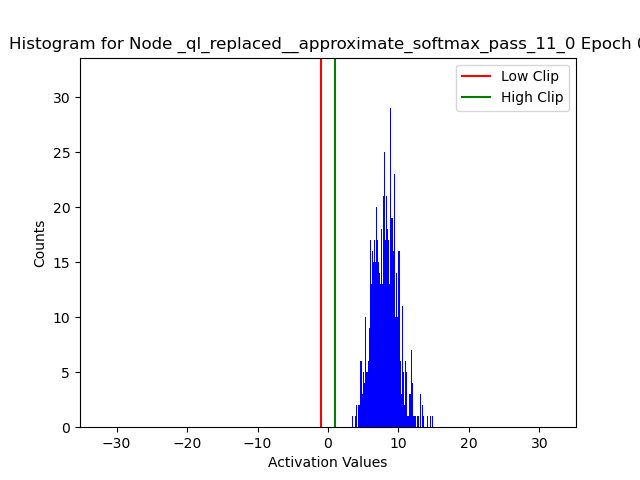 Histogram for Node _ql_replaced__approximate_softmax_pass_11_0 Epoch
Low Clip
High Clip
30
25
20
15
10
5
0
Counts
−30
−20
−10
0
10
20
30
Activation Values